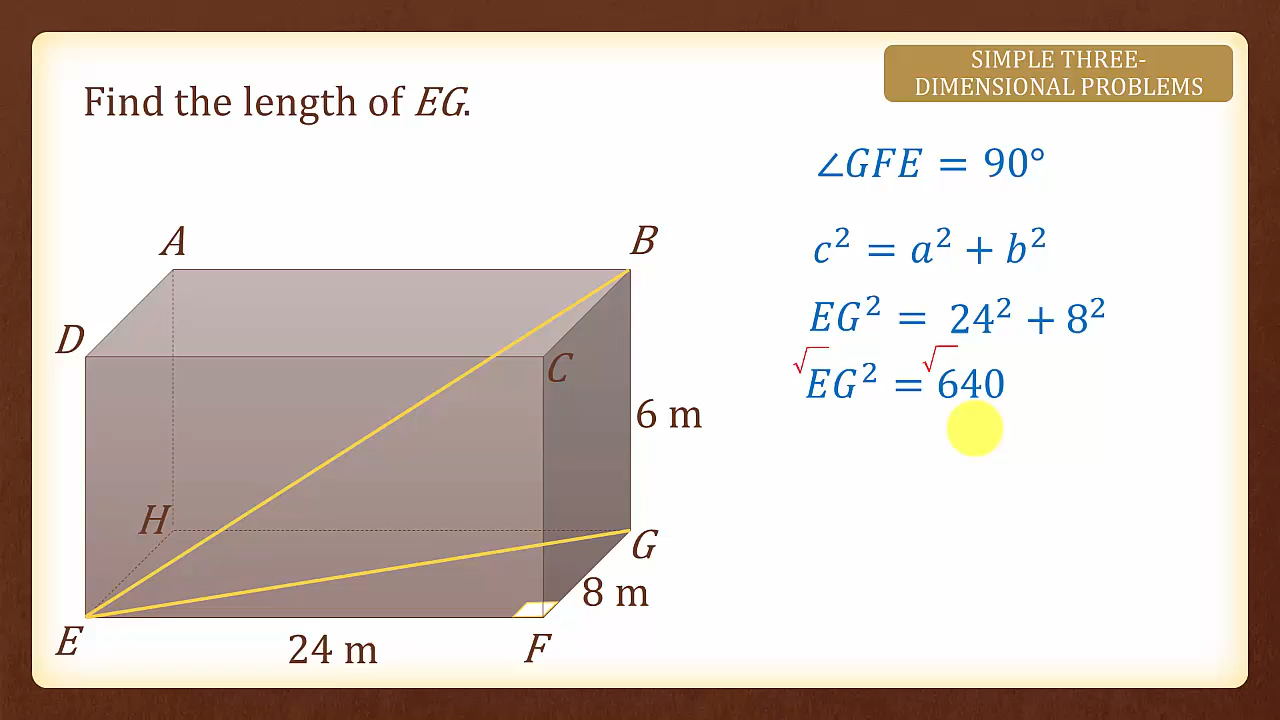 SIMPLE THREE-
DIMENSIONAL PROBLEMS
Find the length of EG.
∠GFE = 90°
c² = a² + b²
EG² = 24² + 8²
√EG² = √640
A
B
D
C
6 m
H
G
8 m
E
24 m
F